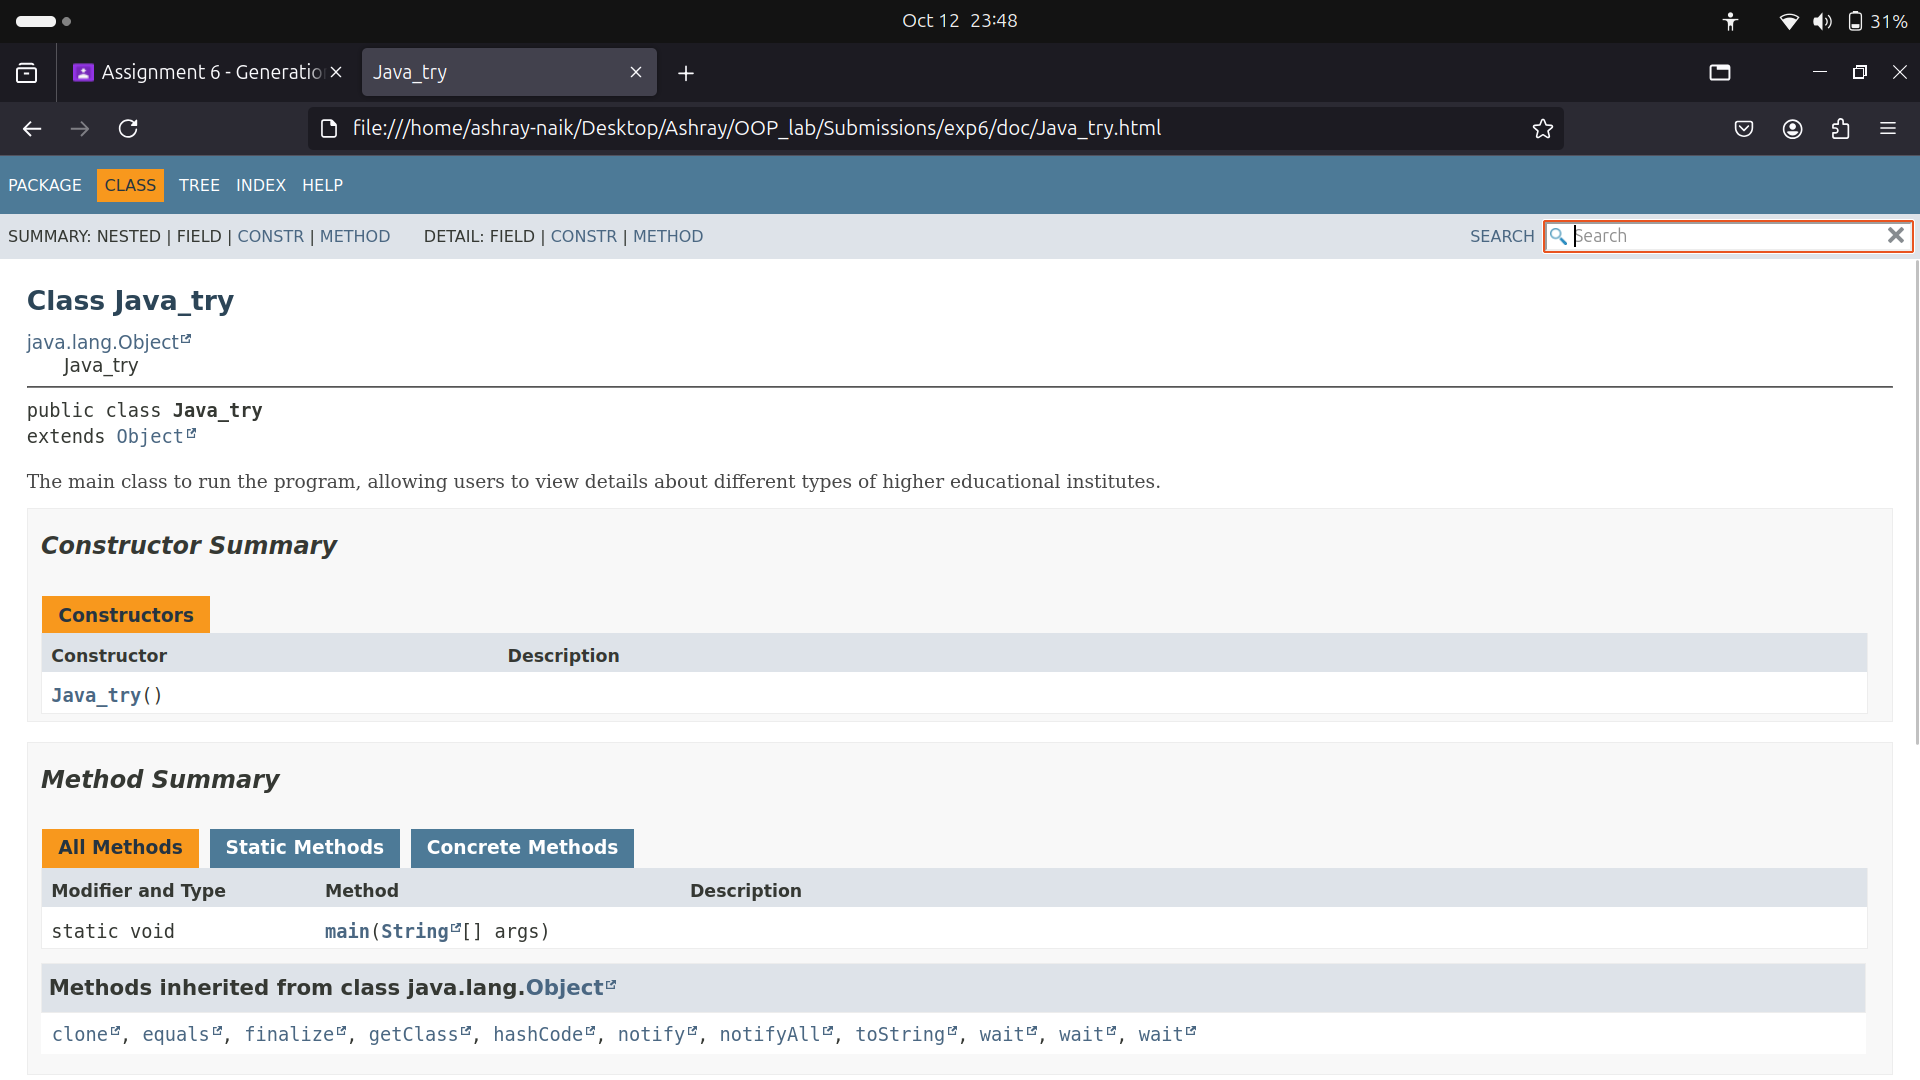 Oct 12  23:48
31%
Assignment 6 - Generatio
Java_try
file:///home/ashray-naik/Desktop/Ashray/OOP_lab/Submissions/exp6/doc/Java_try.html
PACKAGE CLASS TREE INDEX HELP
SUMMARY: NESTED | FIELD | CONSTR | METHOD DETAIL: FIELD | CONSTR | METHOD SEARCH Search
Class Java_try
java.lang.Object
Java_try
public class Java_try
extends Object
The main class to run the program, allowing users to view details about different types of higher educational institutes.
Constructor Summary
Constructors
Constructor Description
Java_try()
Method Summary
All Methods Static Methods Concrete Methods
Modifier and Type Method Description
static void main(String[] args)
Methods inherited from class java.lang.Object
clone, equals, finalize, getClass, hashCode, notify, notifyAll, toString, wait, wait, wait